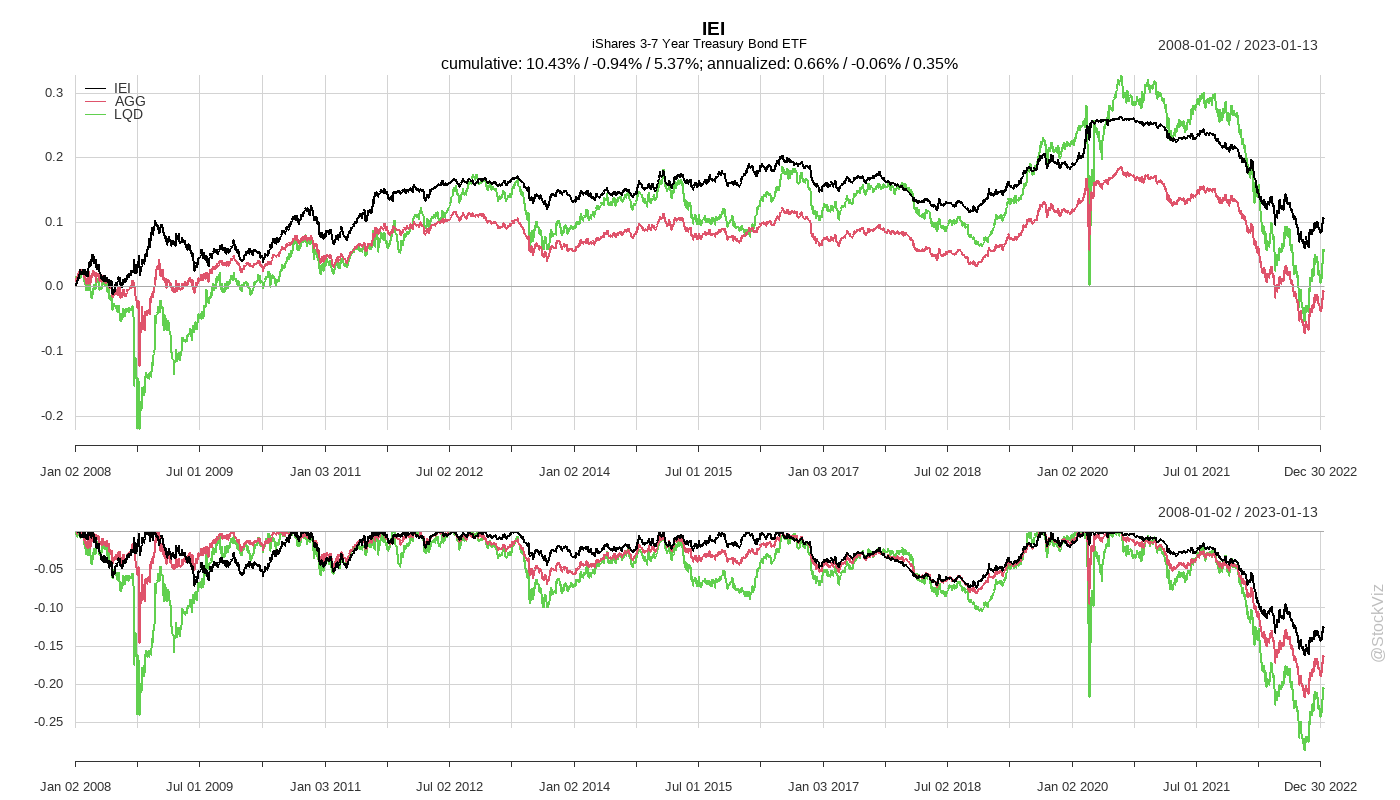 IEI
iShares 3-7 Year Treasury Bond ETF
2008-01-02 / 2023-01-13
cumulative: 10.43% / -0.94% / 5.37%; annualized: 0.66% / -0.06% / 0.35%
IEI
AGG
LQD
0.3
0.2
0.1
0.0
-0.1
-0.2
Jan 02 2008 Jul 01 2009 Jan 03 2011 Jul 02 2012 Jan 02 2014 Jul 01 2015 Jan 03 2017 Jul 02 2018 Jan 02 2020 Jul 01 2021 Dec 30 2022
2008-01-02 / 2023-01-13
-0.05
-0.10
-0.15
-0.20
-0.25
Jan 02 2008 Jul 01 2009 Jan 03 2011 Jul 02 2012 Jan 02 2014 Jul 01 2015 Jan 03 2017 Jul 02 2018 Jan 02 2020 Jul 01 2021 Dec 30 2022
@StockViz